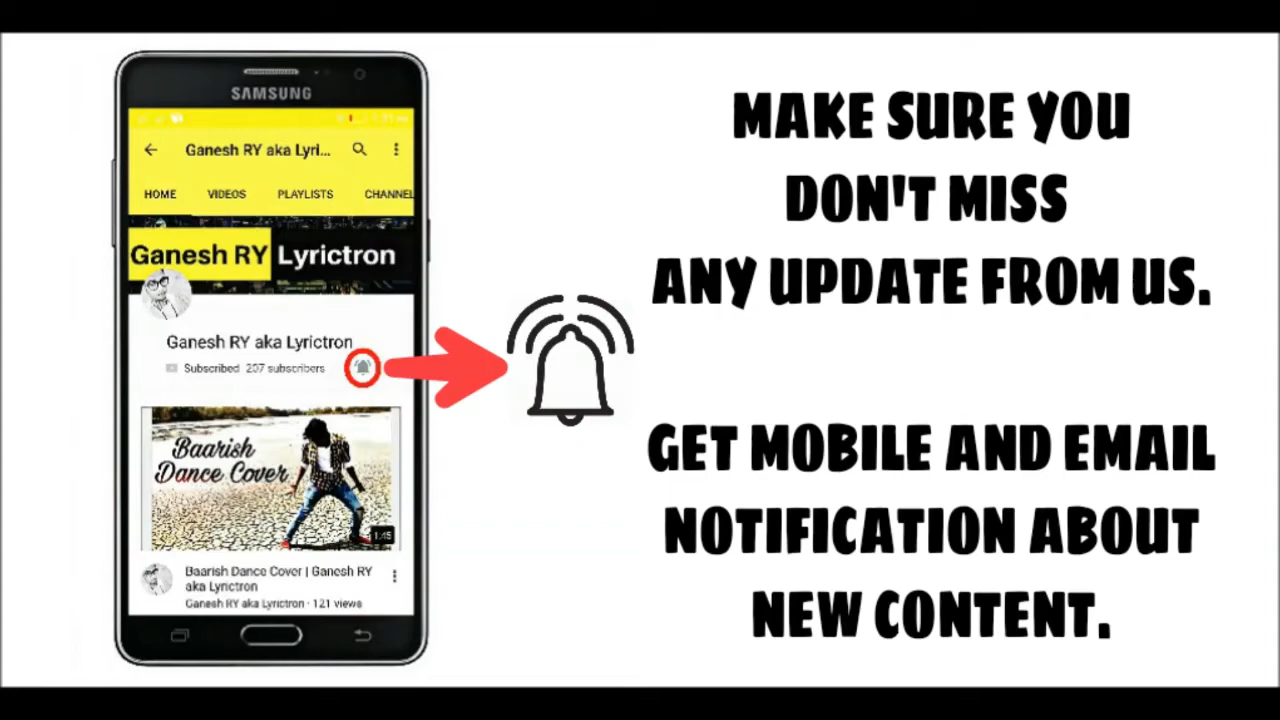 SAMSUNG
Ganesh RY aka Lyri...
HOME VIDEOS PLAYLISTS CHANNEL
Ganesh RY Lyrictron
Ganesh RY aka Lyrictron
Subscribed 207 subscribers
Baarish
Dance Cover
1:45
Baarish Dance Cover | Ganesh RY
aka Lyrictron
Ganesh RY aka Lyrictron · 121 views
MAKE SURE YOU
DON'T MISS
ANY UPDATE FROM US.
GET MOBILE AND EMAIL
NOTIFICATION ABOUT
NEW CONTENT.